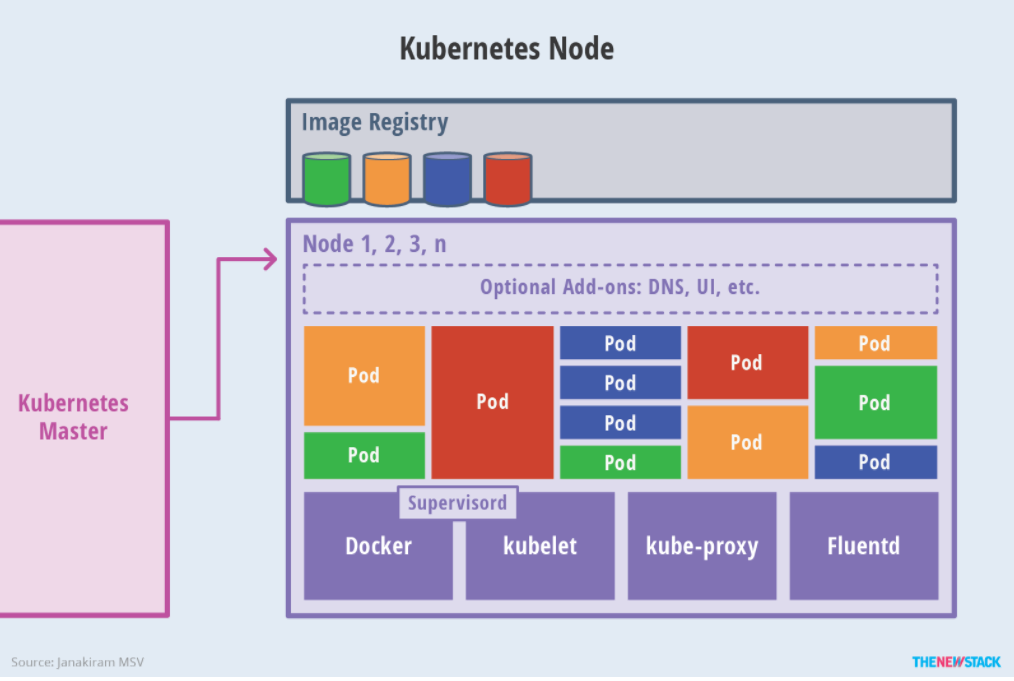 Kubernetes Node
Image Registry
Node 1, 2, 3, n
Optional Add-ons: DNS, UI, etc.
Kubernetes
Master
Pod
Pod
Pod
Pod
Pod
Pod
Pod
Pod
Pod
Pod
Pod
Pod
Supervisord
Docker
kubelet
kube-proxy
Fluentd
Source: Janakiram MSV
THENEWSTACK